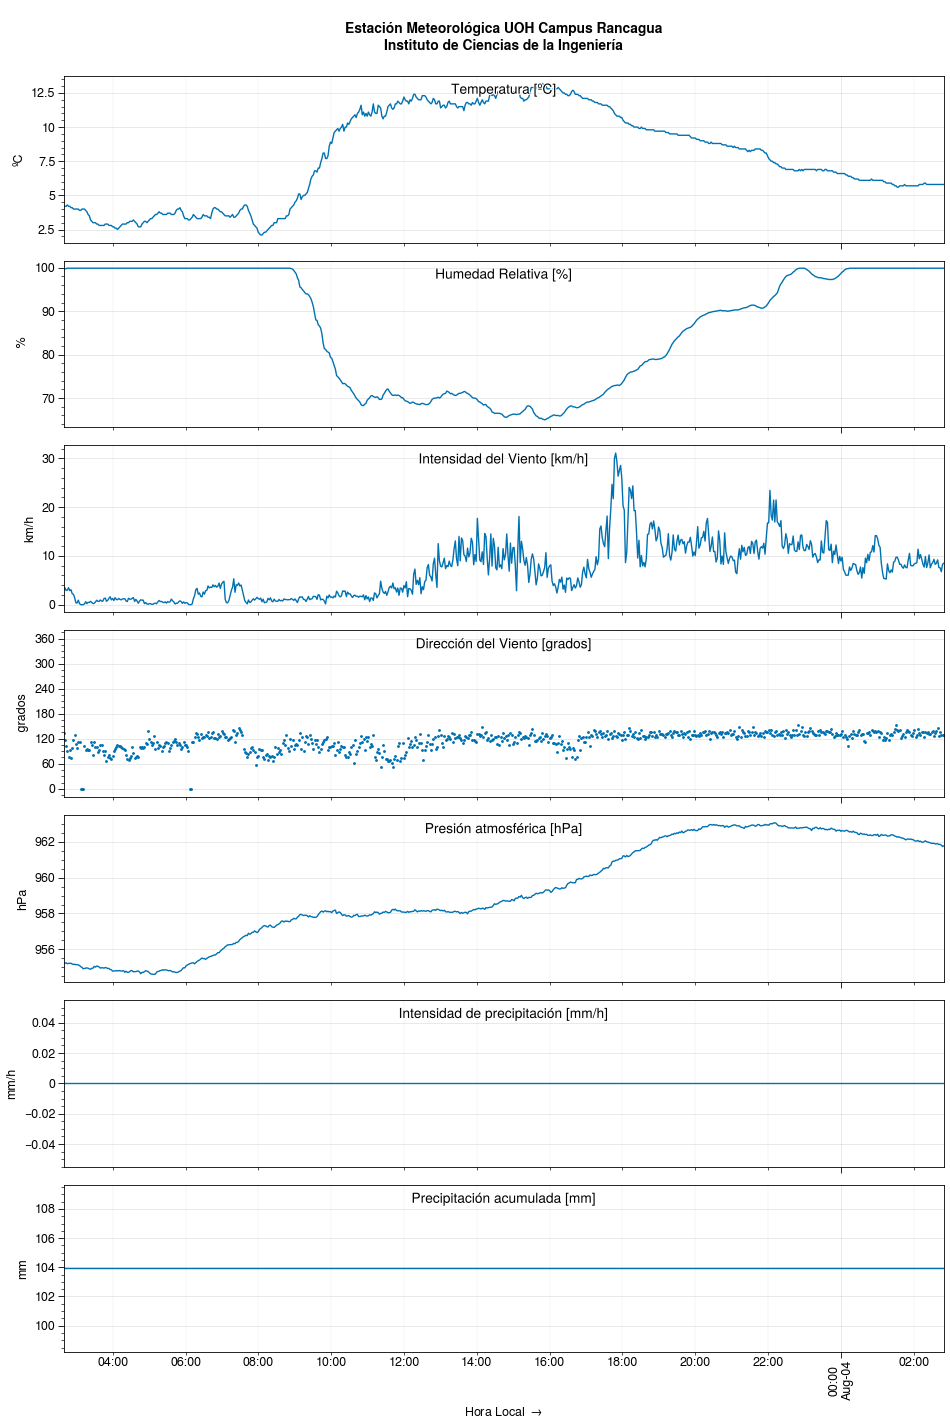 Estación Meteorológica UOH Campus Rancagua
Instituto de Ciencias de la Ingeniería
Temperatura [ºC]
12.5
10
7.5
5
2.5
ºC
Humedad Relativa [%]
100
90
80
70
%
Intensidad del Viento [km/h]
30
20
10
0
km/h
Dirección del Viento [grados]
360
300
240
180
120
60
0
grados
Presión atmosférica [hPa]
962
960
958
956
hPa
Intensidad de precipitación [mm/h]
0.04
0.02
0
−0.02
−0.04
mm/h
Precipitación acumulada [mm]
108
106
104
102
100
mm
04:00 06:00 08:00 10:00 12:00 14:00 16:00 18:00 20:00 22:00 00:00 02:00
Aug-04
Hora Local →